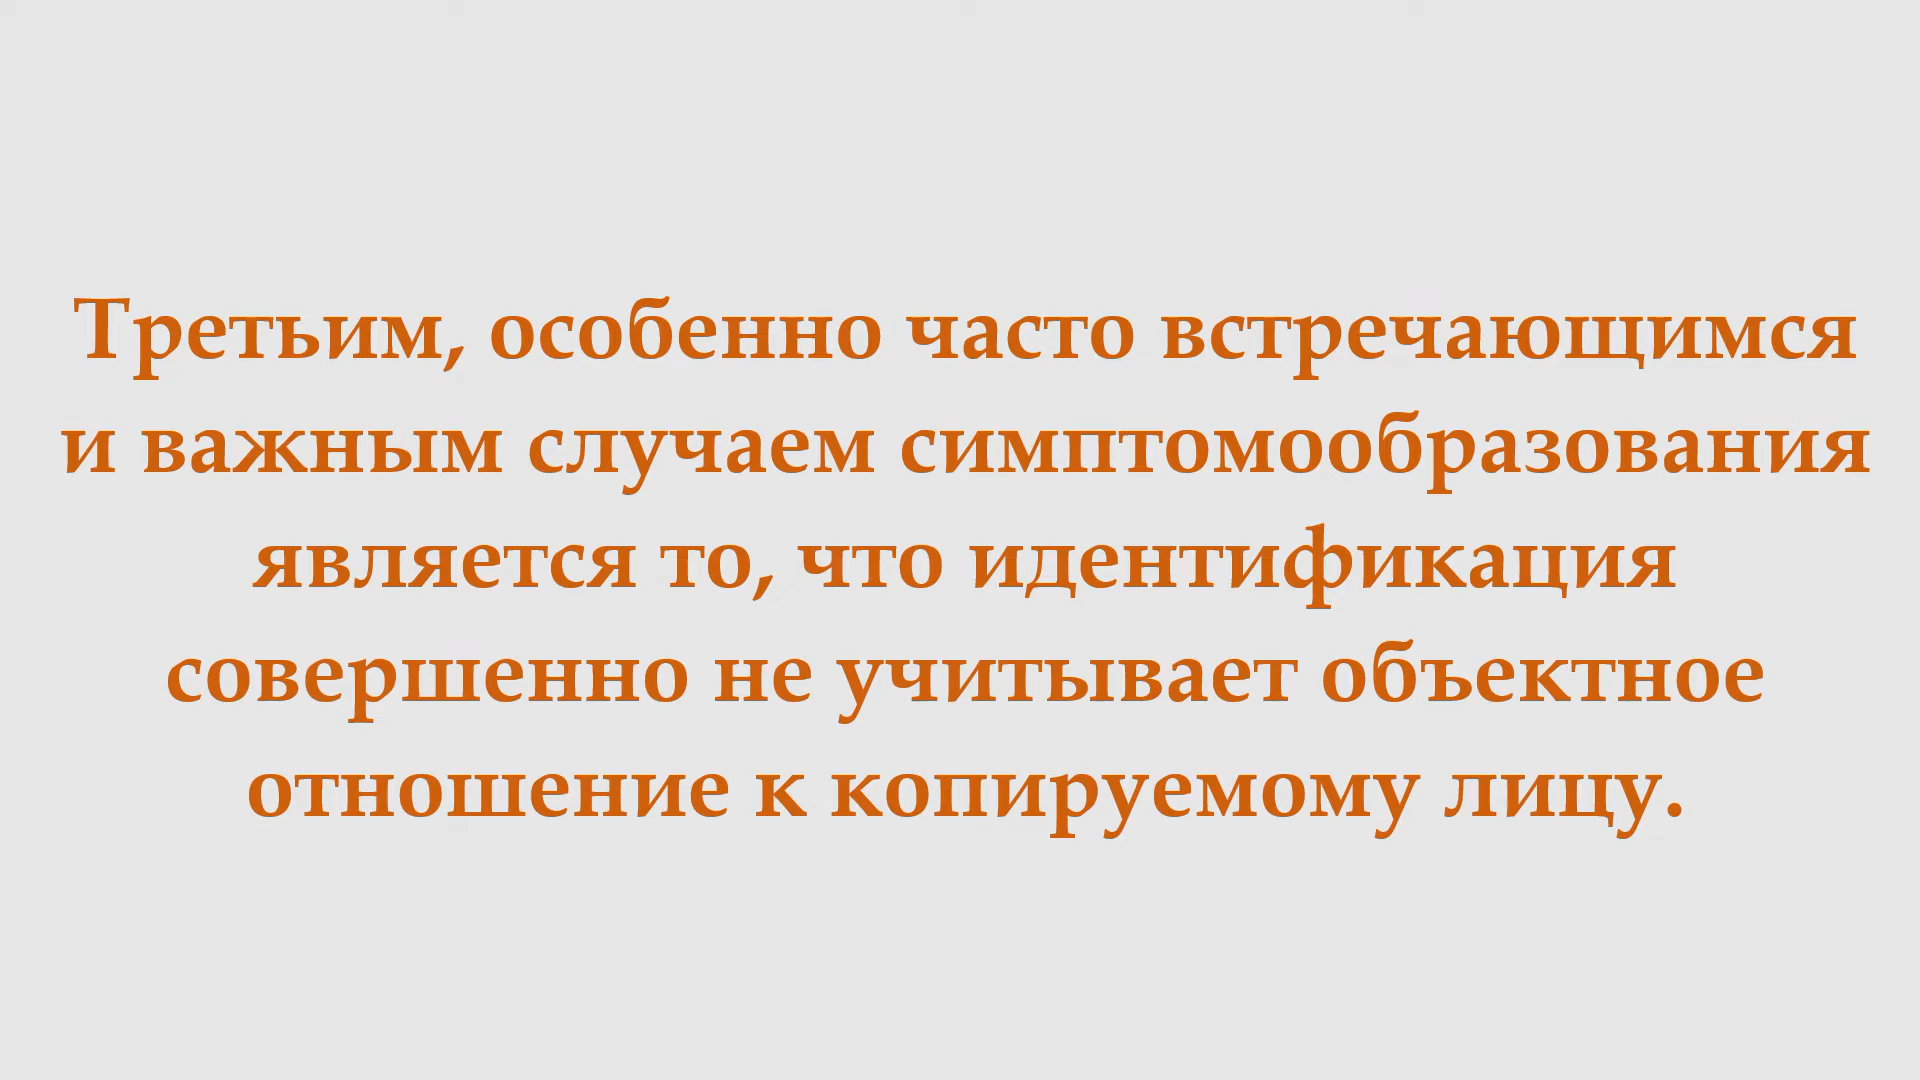 Третьим, особенно часто встречающимся
и важным случаем симптомообразования
является то, что идентификация
совершенно не учитывает объектное
отношение к копируемому лицу.